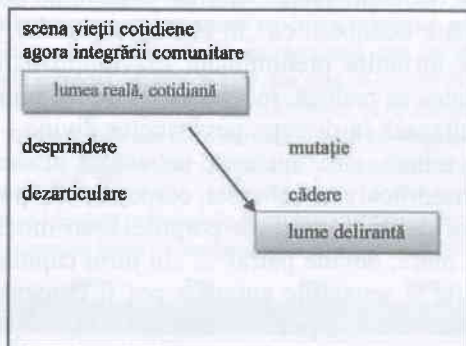 scena vieții cotidiene
agora integrării comunitare
lumea reală, cotidiană
desprindere mutație
dezarticulare cădere
lume delirantă